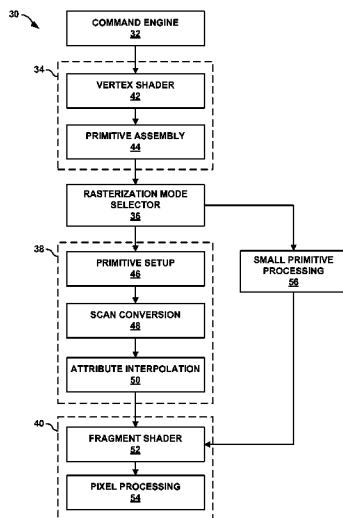 30
COMMAND ENGINE
32
34
VERTEX SHADER
42
PRIMITIVE ASSEMBLY
44
RASTERIZATION MODE
SELECTOR
36
38
PRIMITIVE SETUP
46
SMALL PRIMITIVE
PROCESSING
56
SCAN CONVERSION
48
ATTRIBUTE INTERPOLATION
50
40
FRAGMENT SHADER
52
PIXEL PROCESSING
54